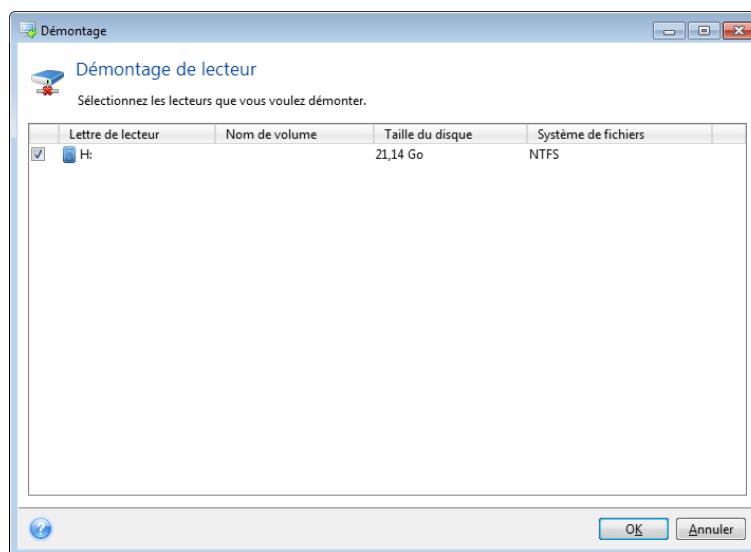 Démontage
Démontage de lecteur
Sélectionnez les lecteurs que vous voulez démonter.
Lettre de lecteur Nom de volume Taille du disque Système de fichiers
H: 21,14 Go NTFS
OK Annuler